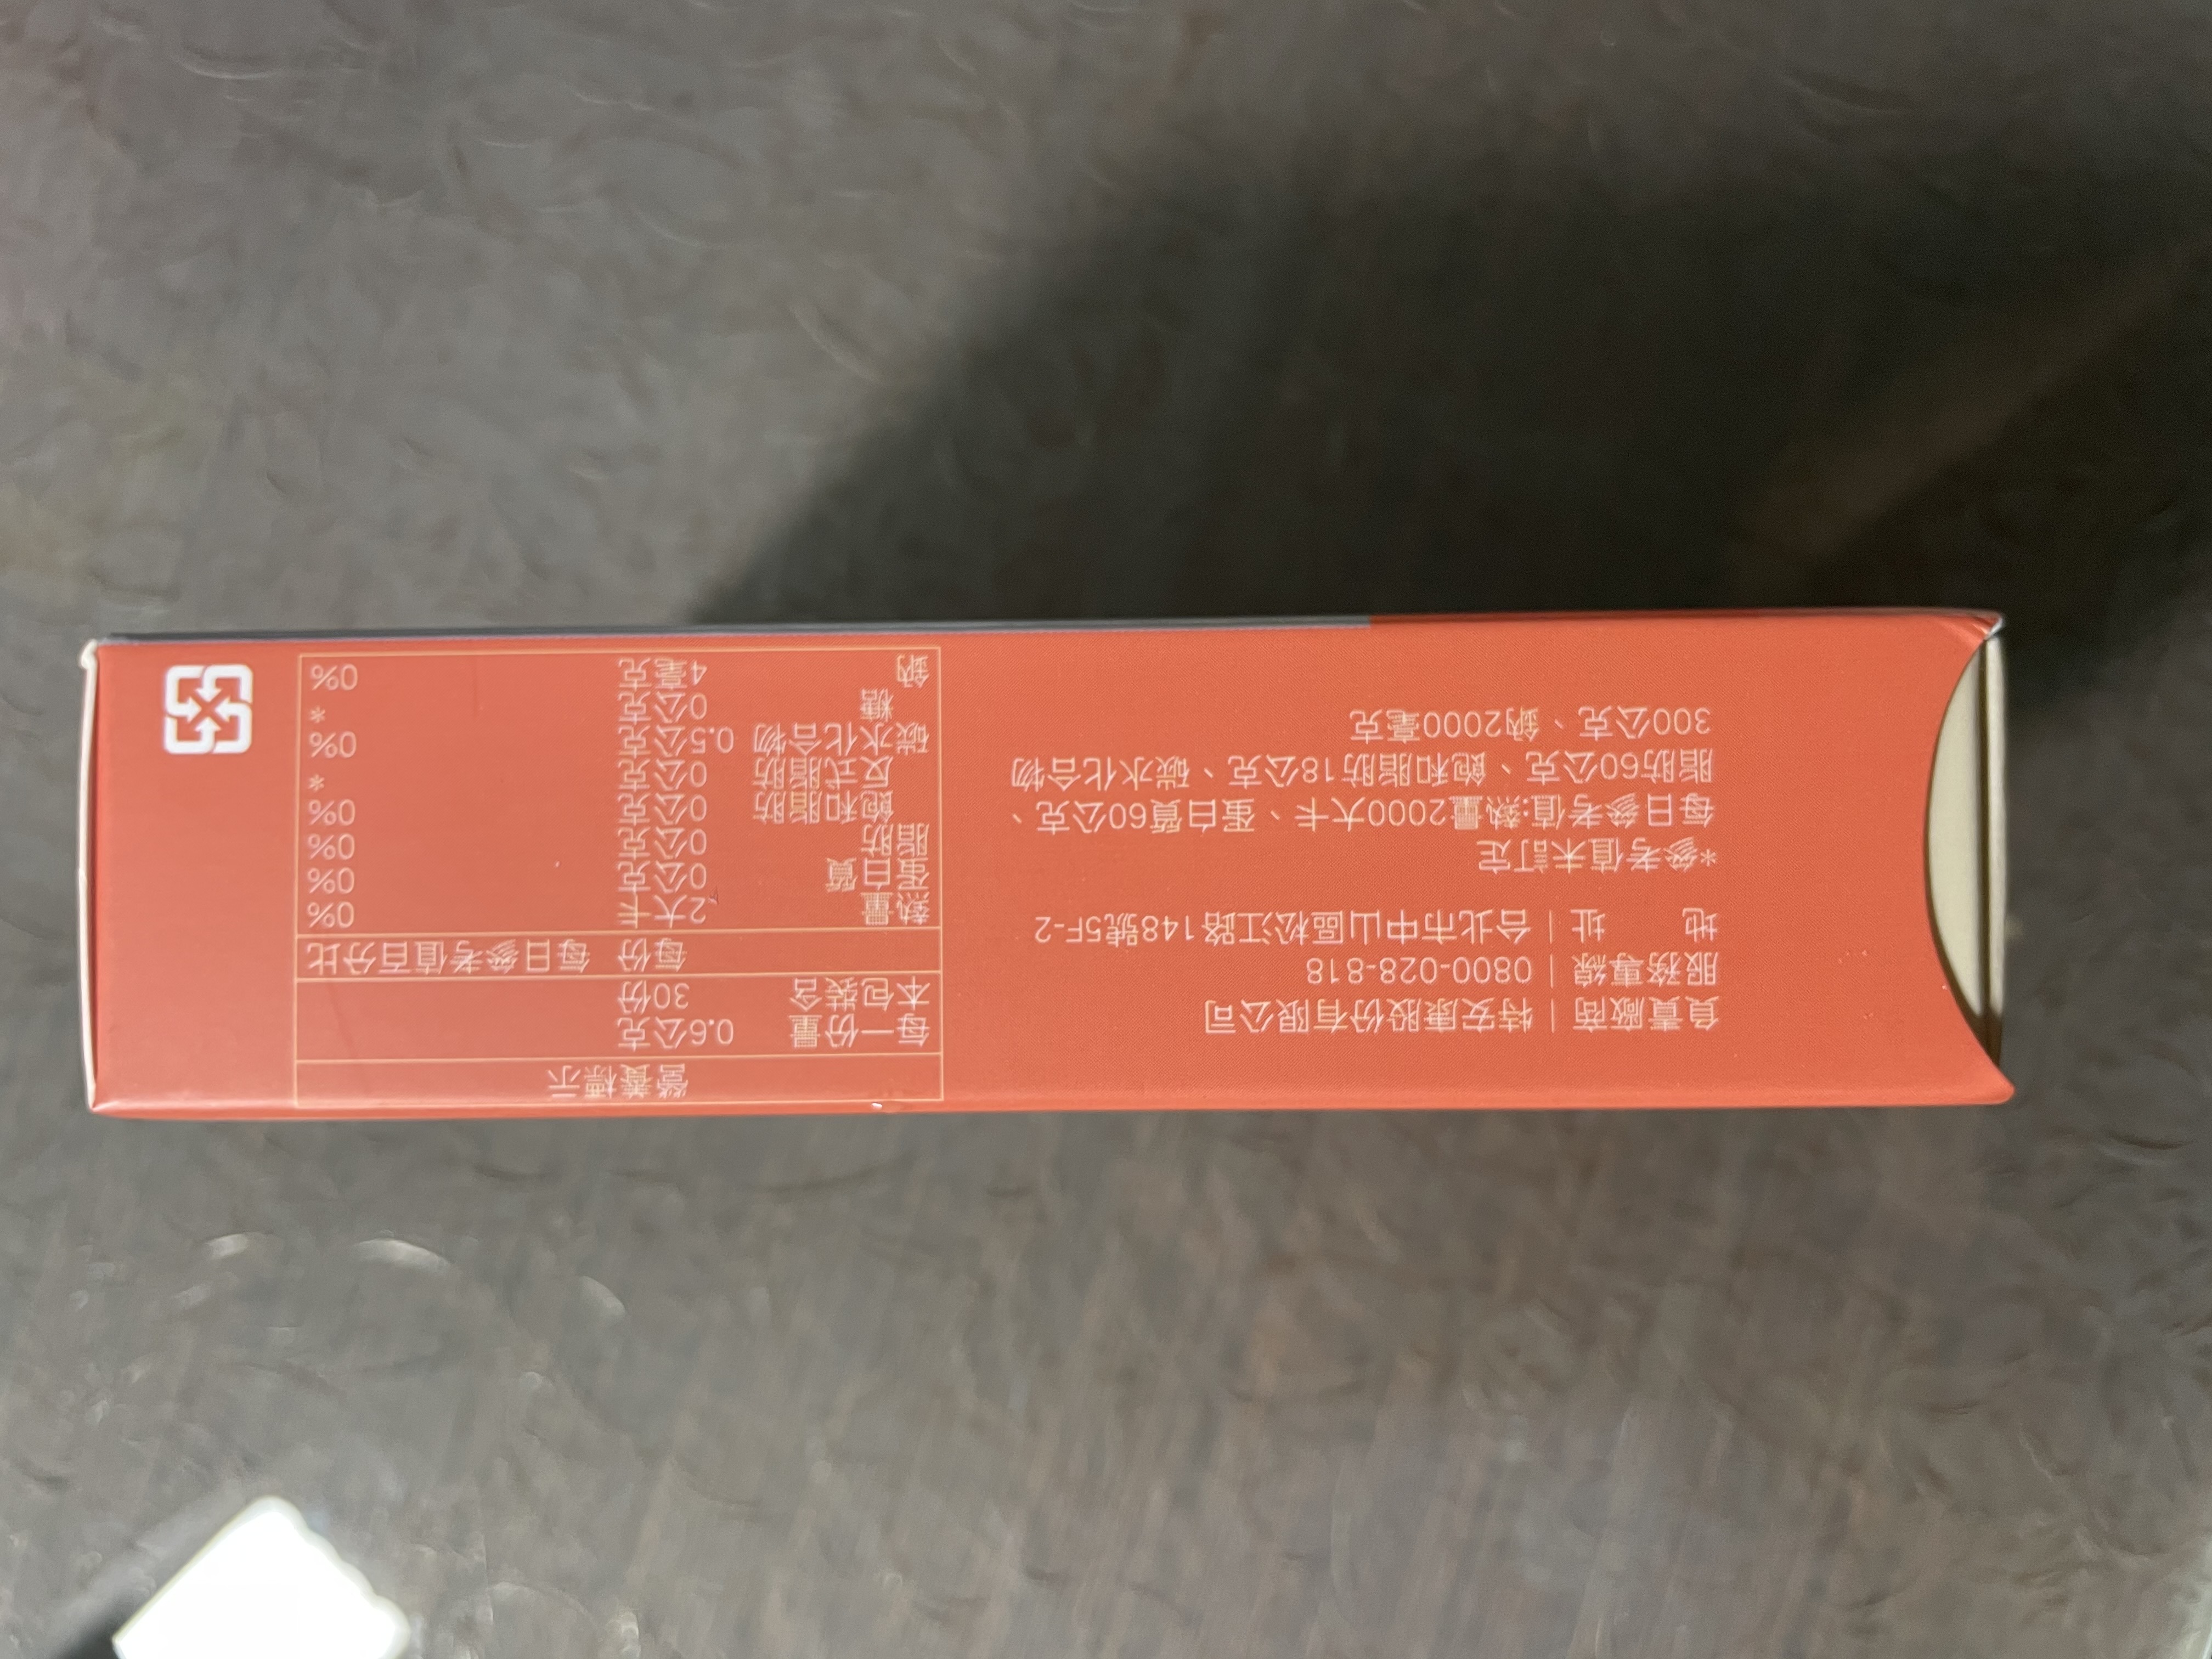 營養標示
每一份量 0.6公克
本包裝含 30份
每份 每日參考值百分比
熱量 2大卡 0%
蛋白質 0公克 0%
脂肪 0公克 0%
飽和脂肪 0公克 0%
反式脂肪 0公克 *
碳水化合物 0.5公克 0%
糖 0公克 *
鈉 4毫克 0%
負責廠商｜特安康股份有限公司
服務專線｜0800-028-818
地 址｜台北市中山區松江路148號5F-2
*參考值未訂定
每日參考值:熱量2000大卡、蛋白質60公克、
脂肪60公克、飽和脂肪18公克、碳水化合物
300公克、鈉2000毫克